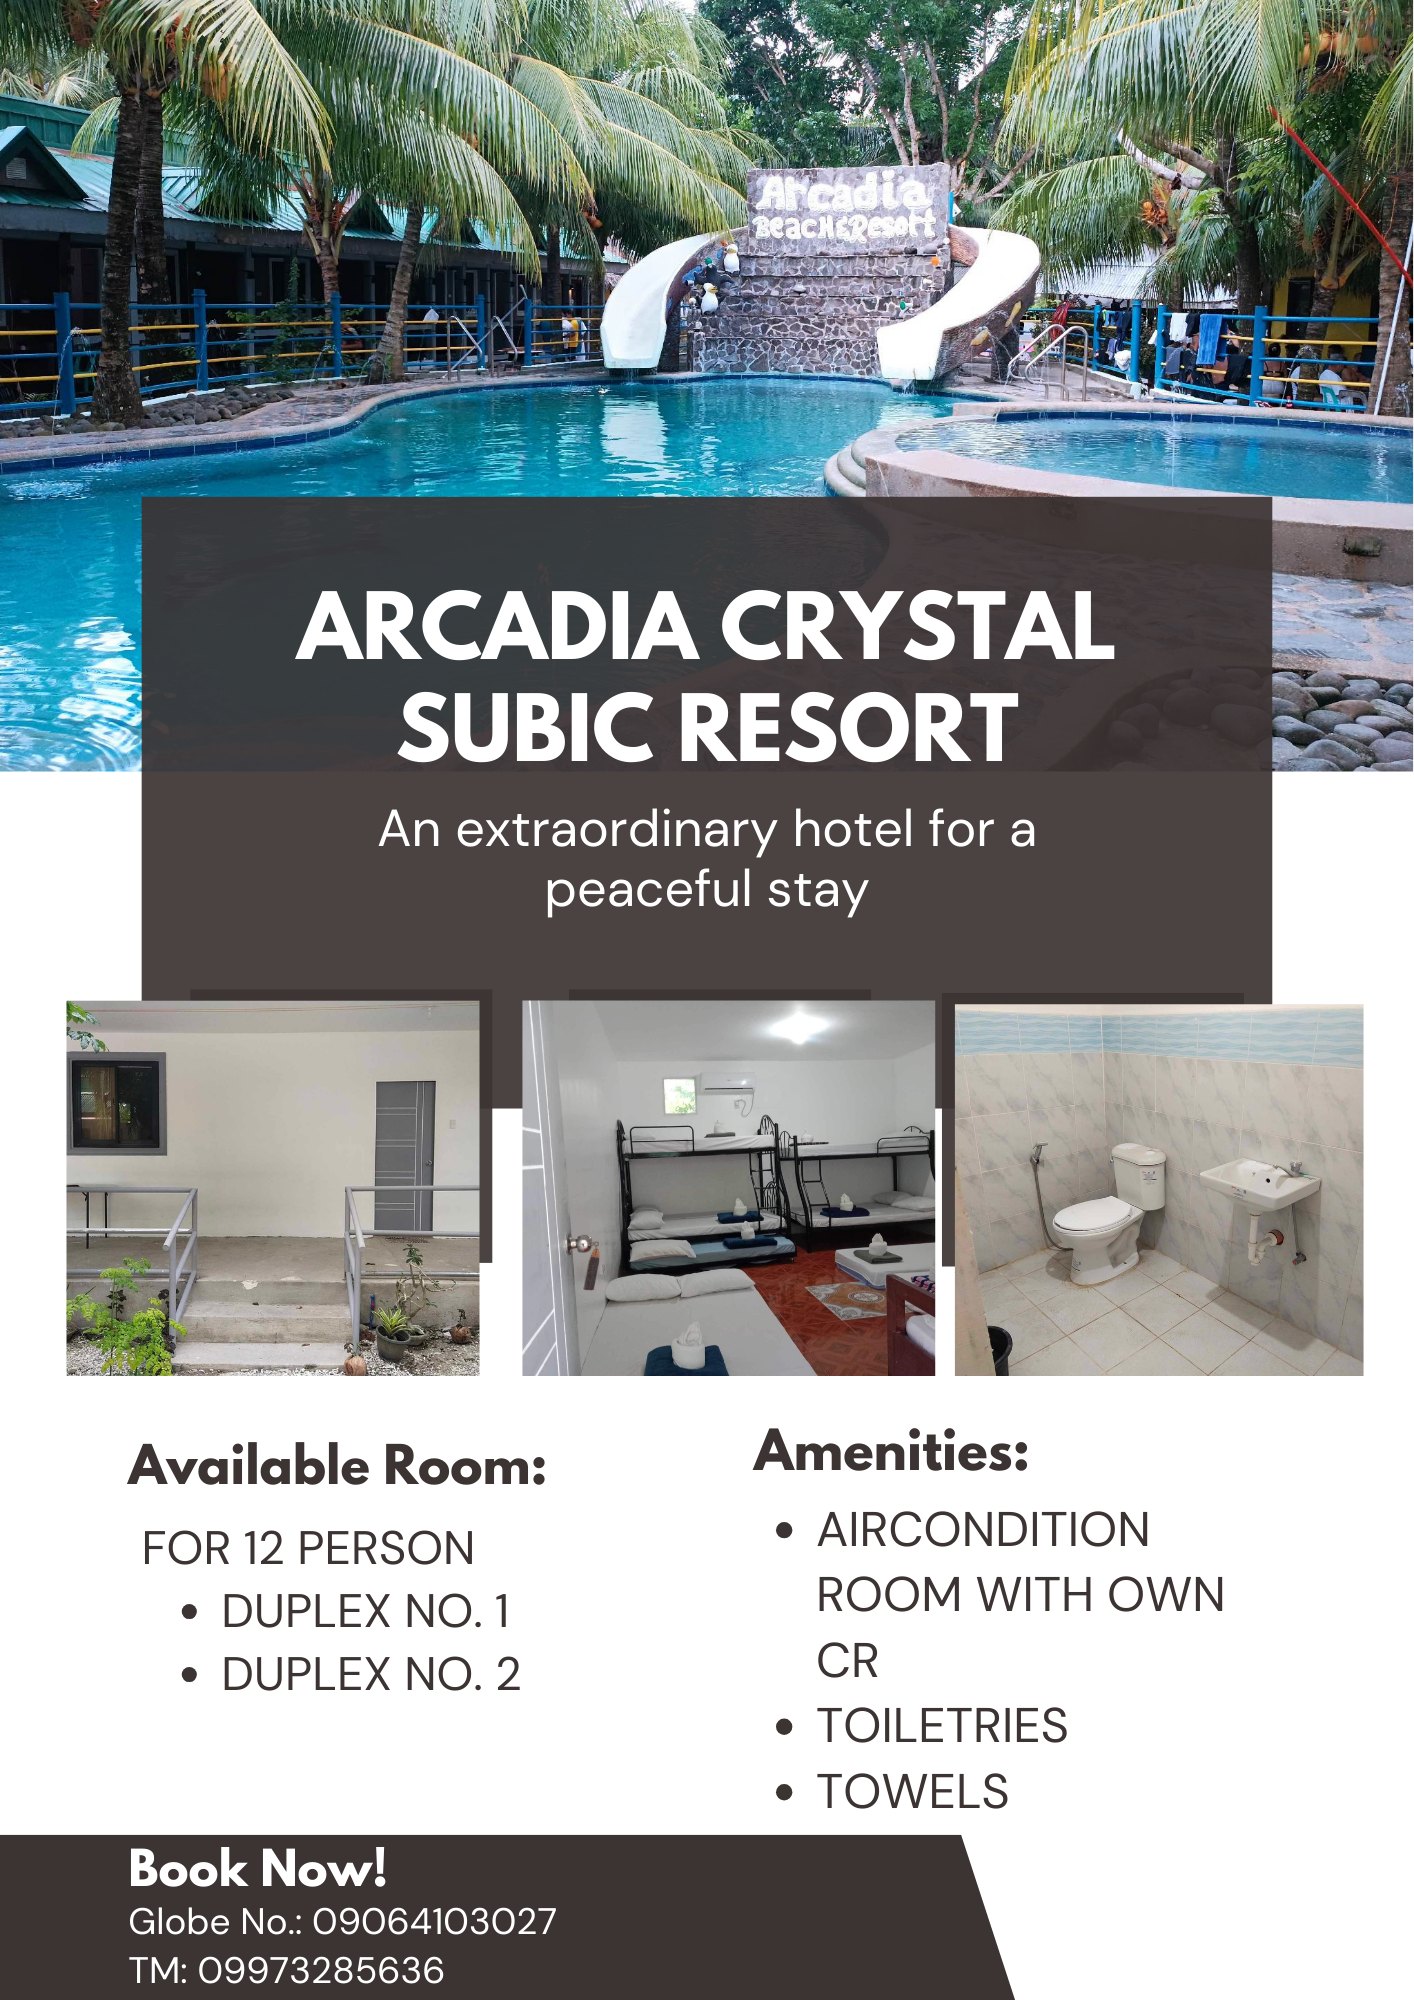 Arcadia
Beach & Resort
ARCADIA CRYSTAL
SUBIC RESORT
An extraordinary hotel for a
peaceful stay
Available Room:
FOR 12 PERSON
• DUPLEX NO. 1
• DUPLEX NO. 2
Amenities:
• AIRCONDITION
ROOM WITH OWN
CR
• TOILETRIES
• TOWELS
Book Now!
Globe No.: 09064103027
TM: 09973285636